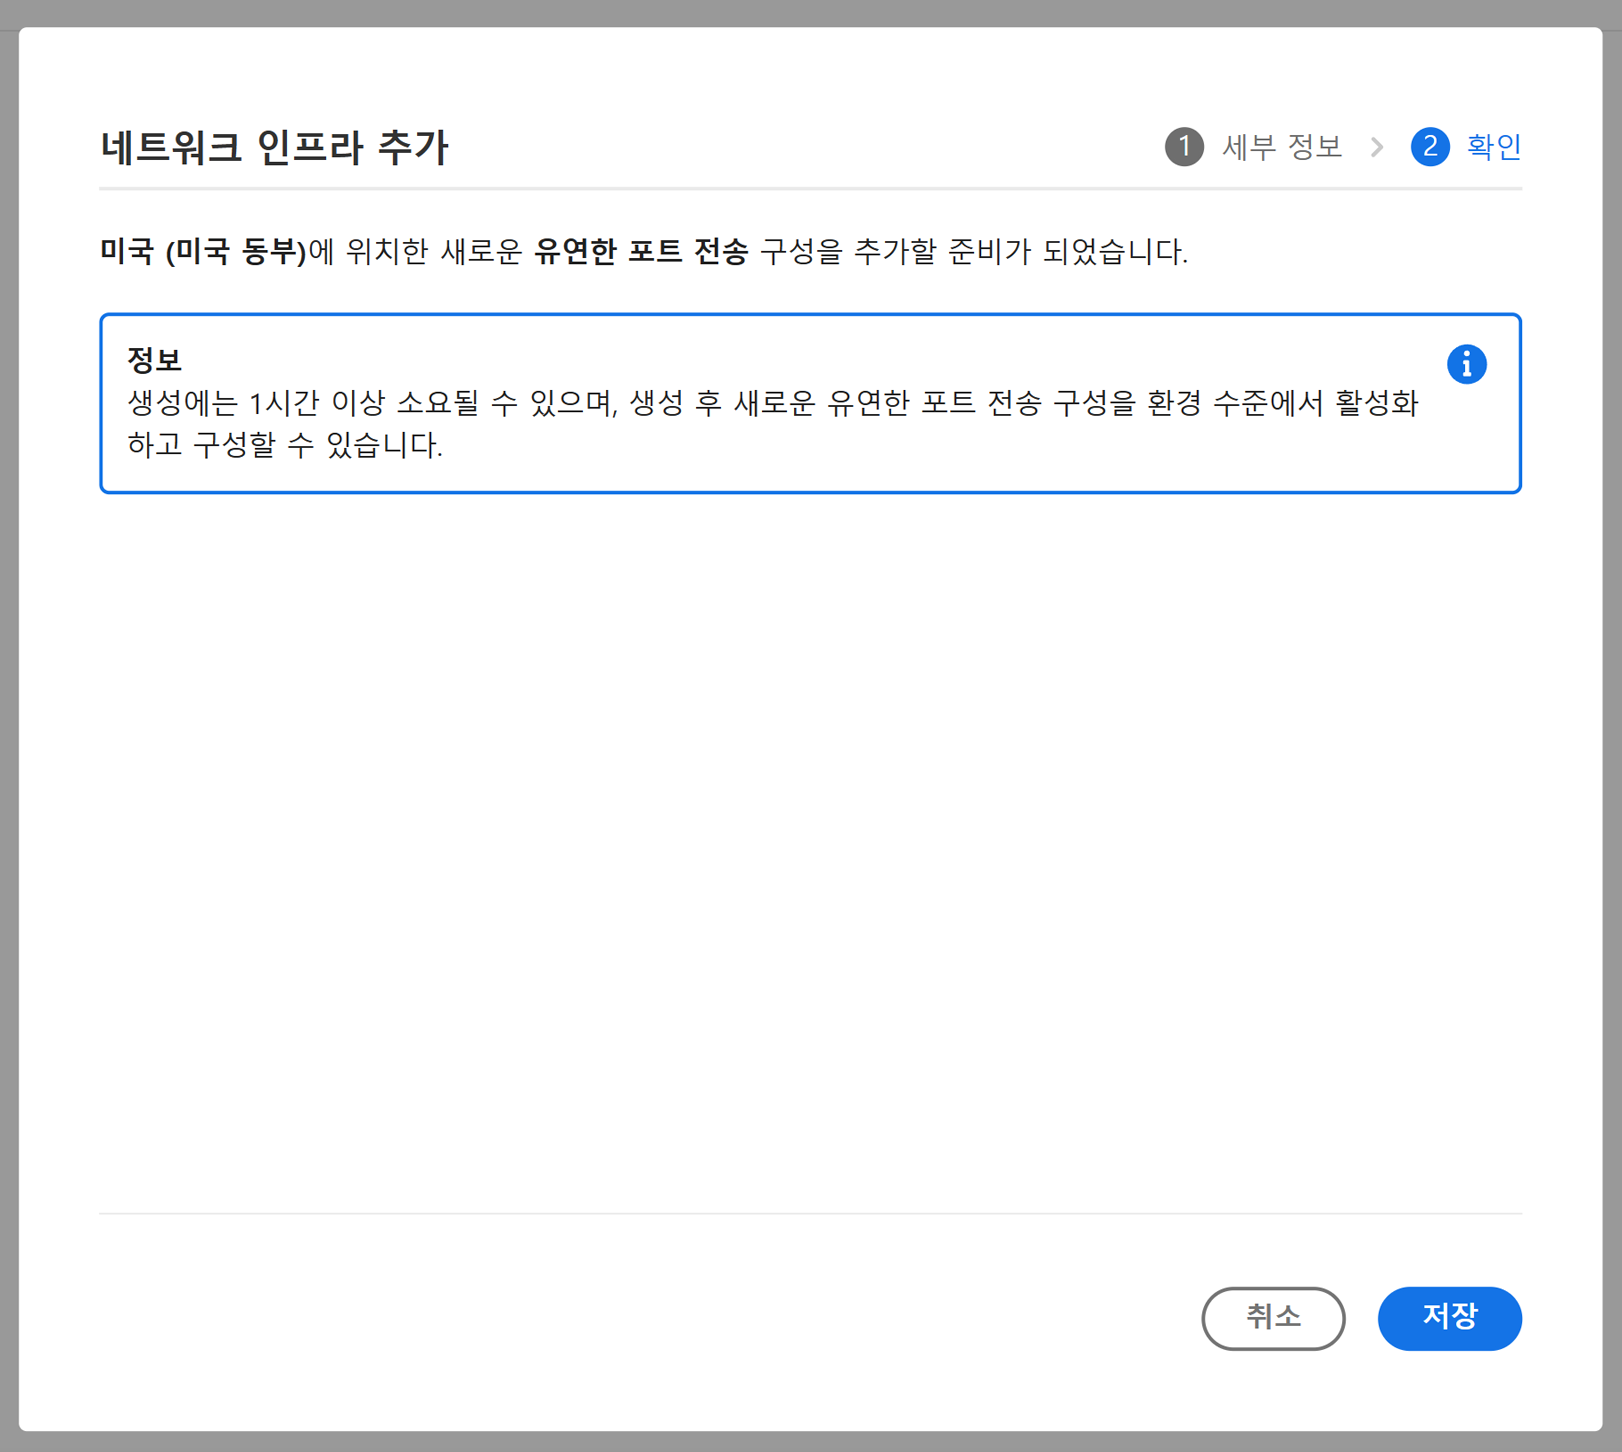 네트워크 인프라 추가
1 세부 정보 > 2 확인
미국 (미국 동부)에 위치한 새로운 유연한 포트 전송 구성을 추가할 준비가 되었습니다.
정보
생성에는 1시간 이상 소요될 수 있으며, 생성 후 새로운 유연한 포트 전송 구성을 환경 수준에서 활성화
하고 구성할 수 있습니다.
취소
저장